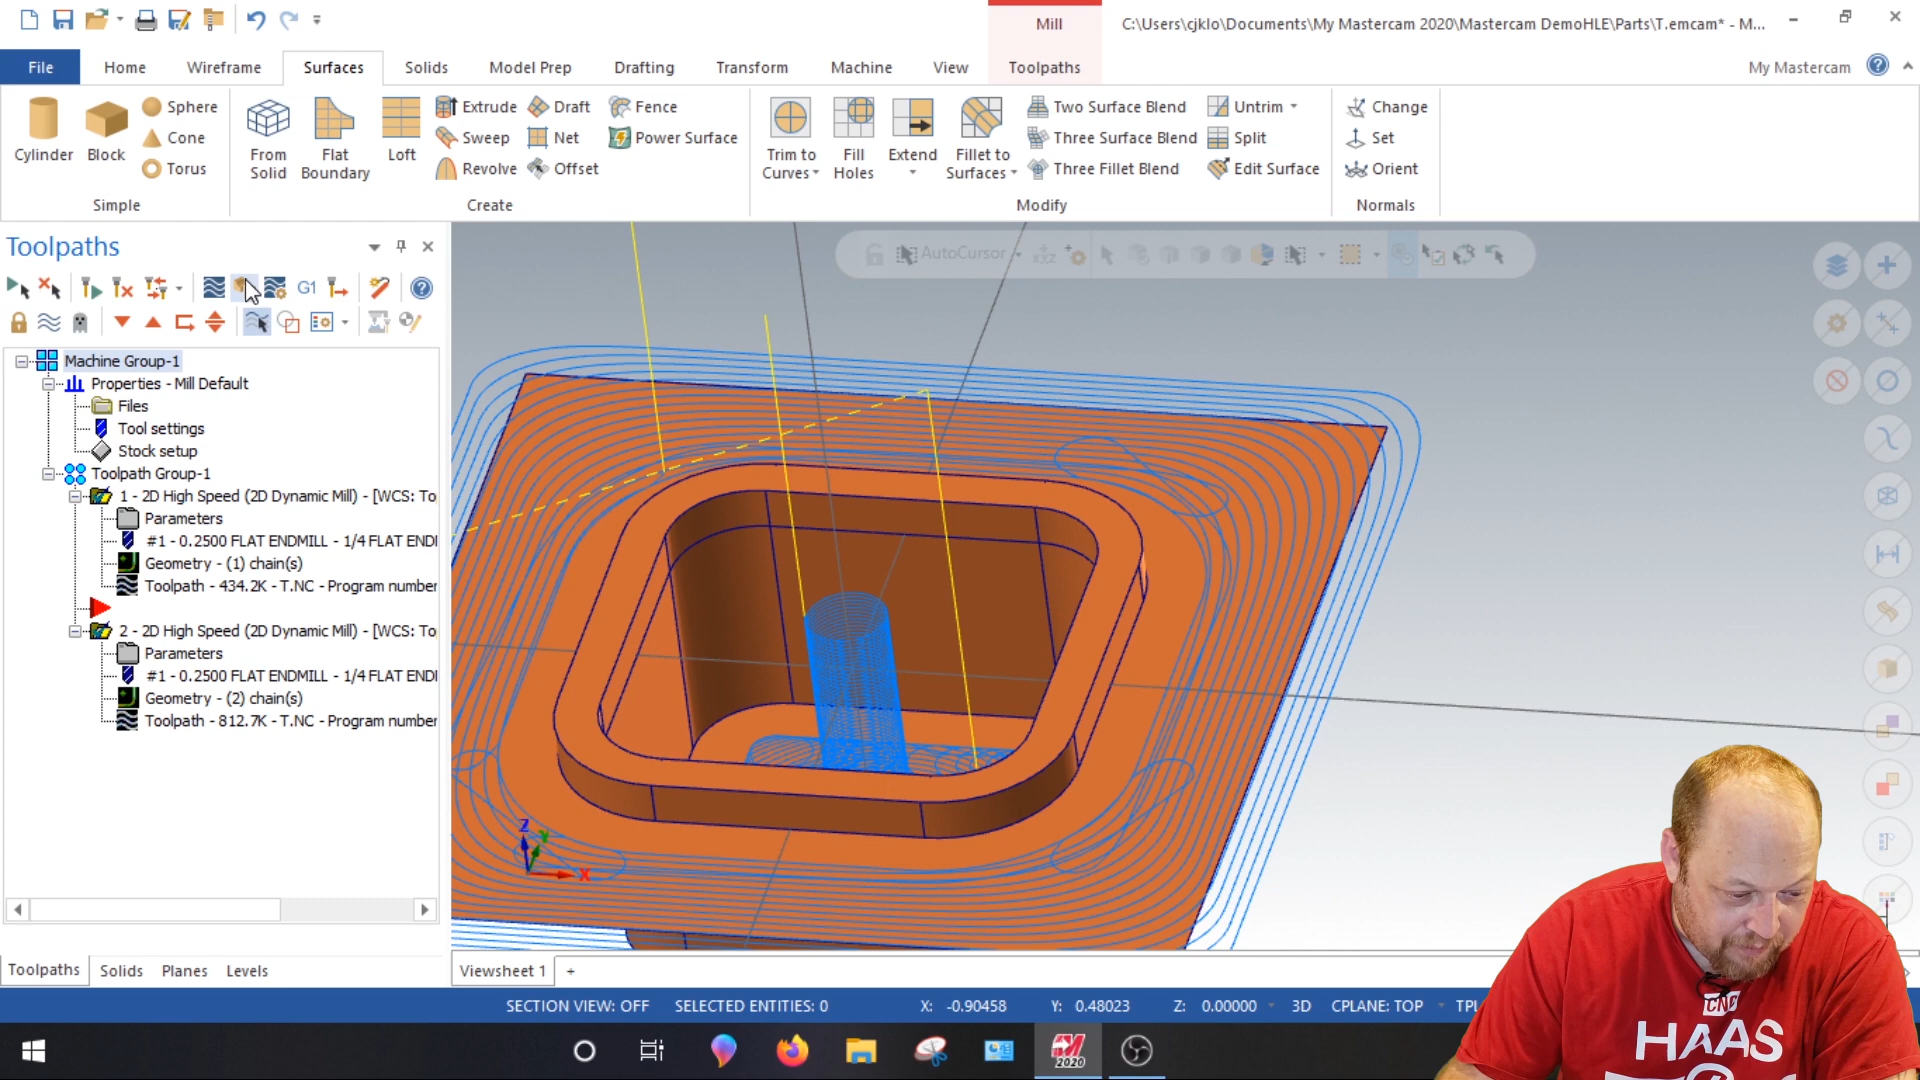 Mill
C:\Users\cjklo\Documents\My Mastercam 2020\Mastercam DemoHLE\Parts\T.emcam* - M...
File
Home
Wireframe
Surfaces
Solids
Model Prep
Drafting
Transform
Machine
View
Toolpaths
My Mastercam
Cylinder
Block
Sphere
Cone
Torus
Simple
From Solid
Flat Boundary
Loft
Extrude
Sweep
Revolve
Draft
Net
Offset
Fence
Power Surface
Create
Trim to Curves
Fill Holes
Extend
Fillet to Surfaces
Two Surface Blend
Three Surface Blend
Three Fillet Blend
Untrim
Split
Edit Surface
Modify
Change
Set
Orient
Normals
Toolpaths
G1
AutoCursor
Machine Group-1
Properties - Mill Default
Files
Tool settings
Stock setup
Toolpath Group-1
1 - 2D High Speed (2D Dynamic Mill) - [WCS: To
Parameters
#1 - 0.2500 FLAT ENDMILL - 1/4 FLAT ENDI
Geometry - (1) chain(s)
Toolpath - 434.2K - T.NC - Program number
2 - 2D High Speed (2D Dynamic Mill) - [WCS: To
Parameters
#1 - 0.2500 FLAT ENDMILL - 1/4 FLAT ENDI
Geometry - (2) chain(s)
Toolpath - 812.7K - T.NC - Program number
Z
Y
X
Toolpaths
Solids
Planes
Levels
Viewsheet 1
+
SECTION VIEW: OFF
SELECTED ENTITIES: 0
X: -0.90458
Y: 0.48023
Z: 0.00000
3D
CPLANE: TOP
TPL
2020
CNC
HAAS